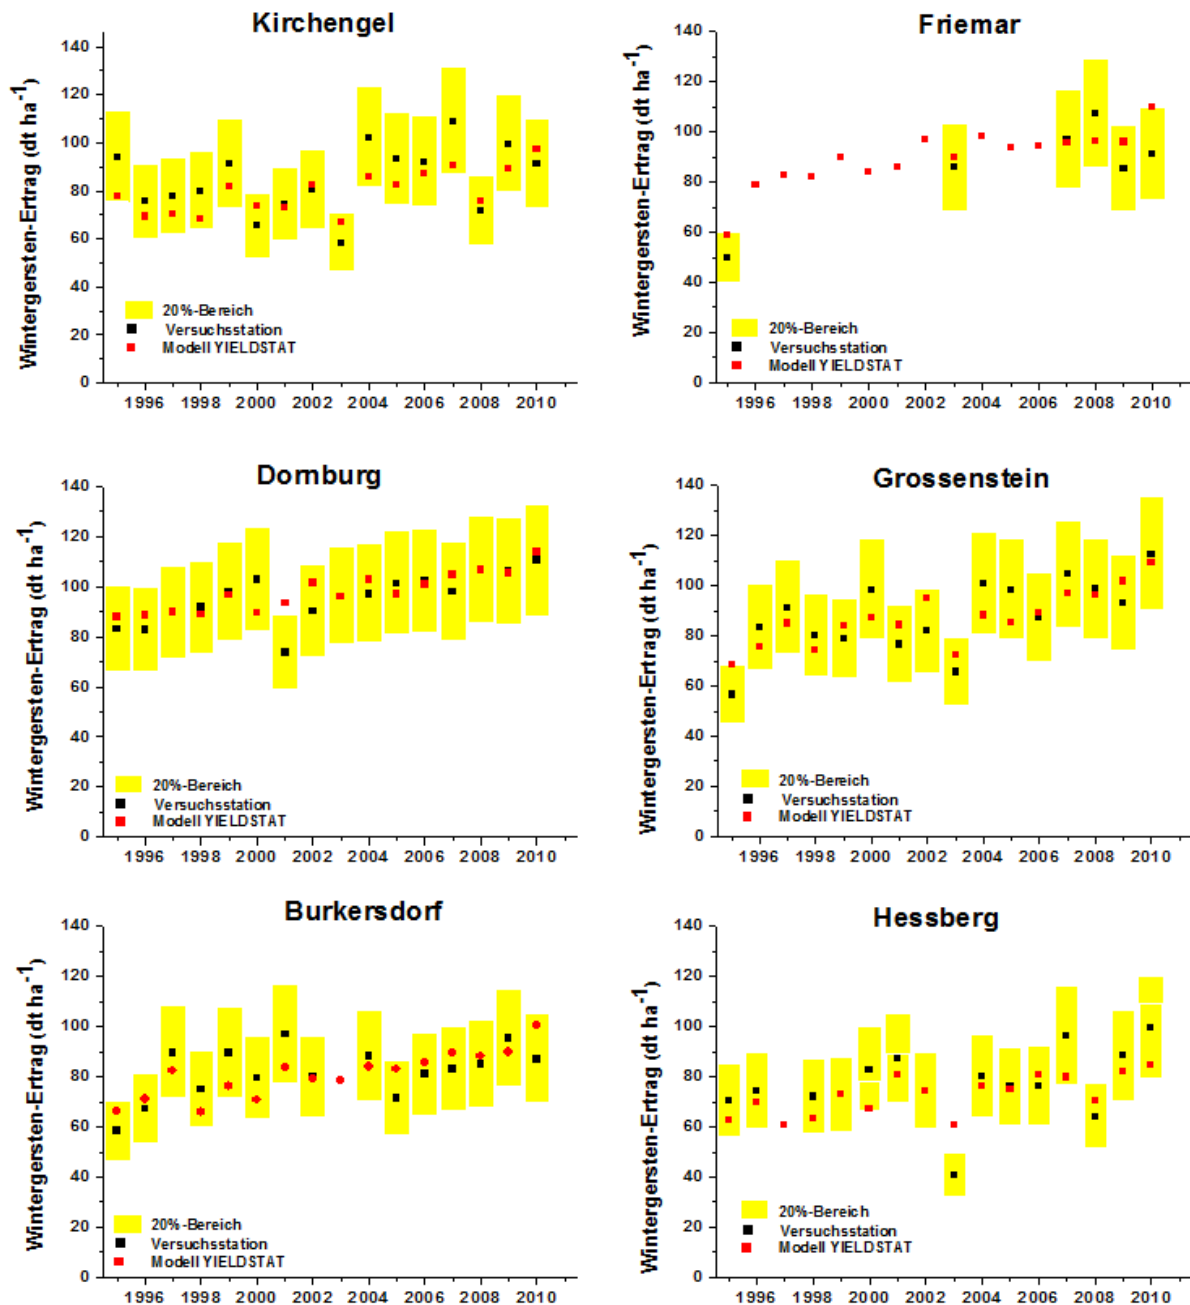 Kirchengel
Wintergersten-Ertrag (dt ha-1)
140
120
100
80
60
40
20
0
20%-Bereich
Versuchsstation
Modell YIELDSTAT
1996 1998 2000 2002 2004 2006 2008 2010
Friemar
Wintergersten-Ertrag (dt ha-1)
140
120
100
80
60
40
20
0
20%-Bereich
Versuchsstation
Modell YIELDSTAT
1996 1998 2000 2002 2004 2006 2008 2010
Dornburg
Wintergersten-Ertrag (dt ha-1)
140
120
100
80
60
40
20
0
20%-Bereich
Versuchsstation
Modell YIELDSTAT
1996 1998 2000 2002 2004 2006 2008 2010
Grossenstein
Wintergersten-Ertrag (dt ha-1)
140
120
100
80
60
40
20
0
20%-Bereich
Versuchsstation
Modell YIELDSTAT
1996 1998 2000 2002 2004 2006 2008 2010
Burkersdorf
Wintergersten-Ertrag (dt ha-1)
140
120
100
80
60
40
20
0
20%-Bereich
Versuchsstation
Modell YIELDSTAT
1996 1998 2000 2002 2004 2006 2008 2010
Hessberg
Wintergersten-Ertrag (dt ha-1)
140
120
100
80
60
40
20
0
20%-Bereich
Versuchsstation
Modell YIELDSTAT
1996 1998 2000 2002 2004 2006 2008 2010